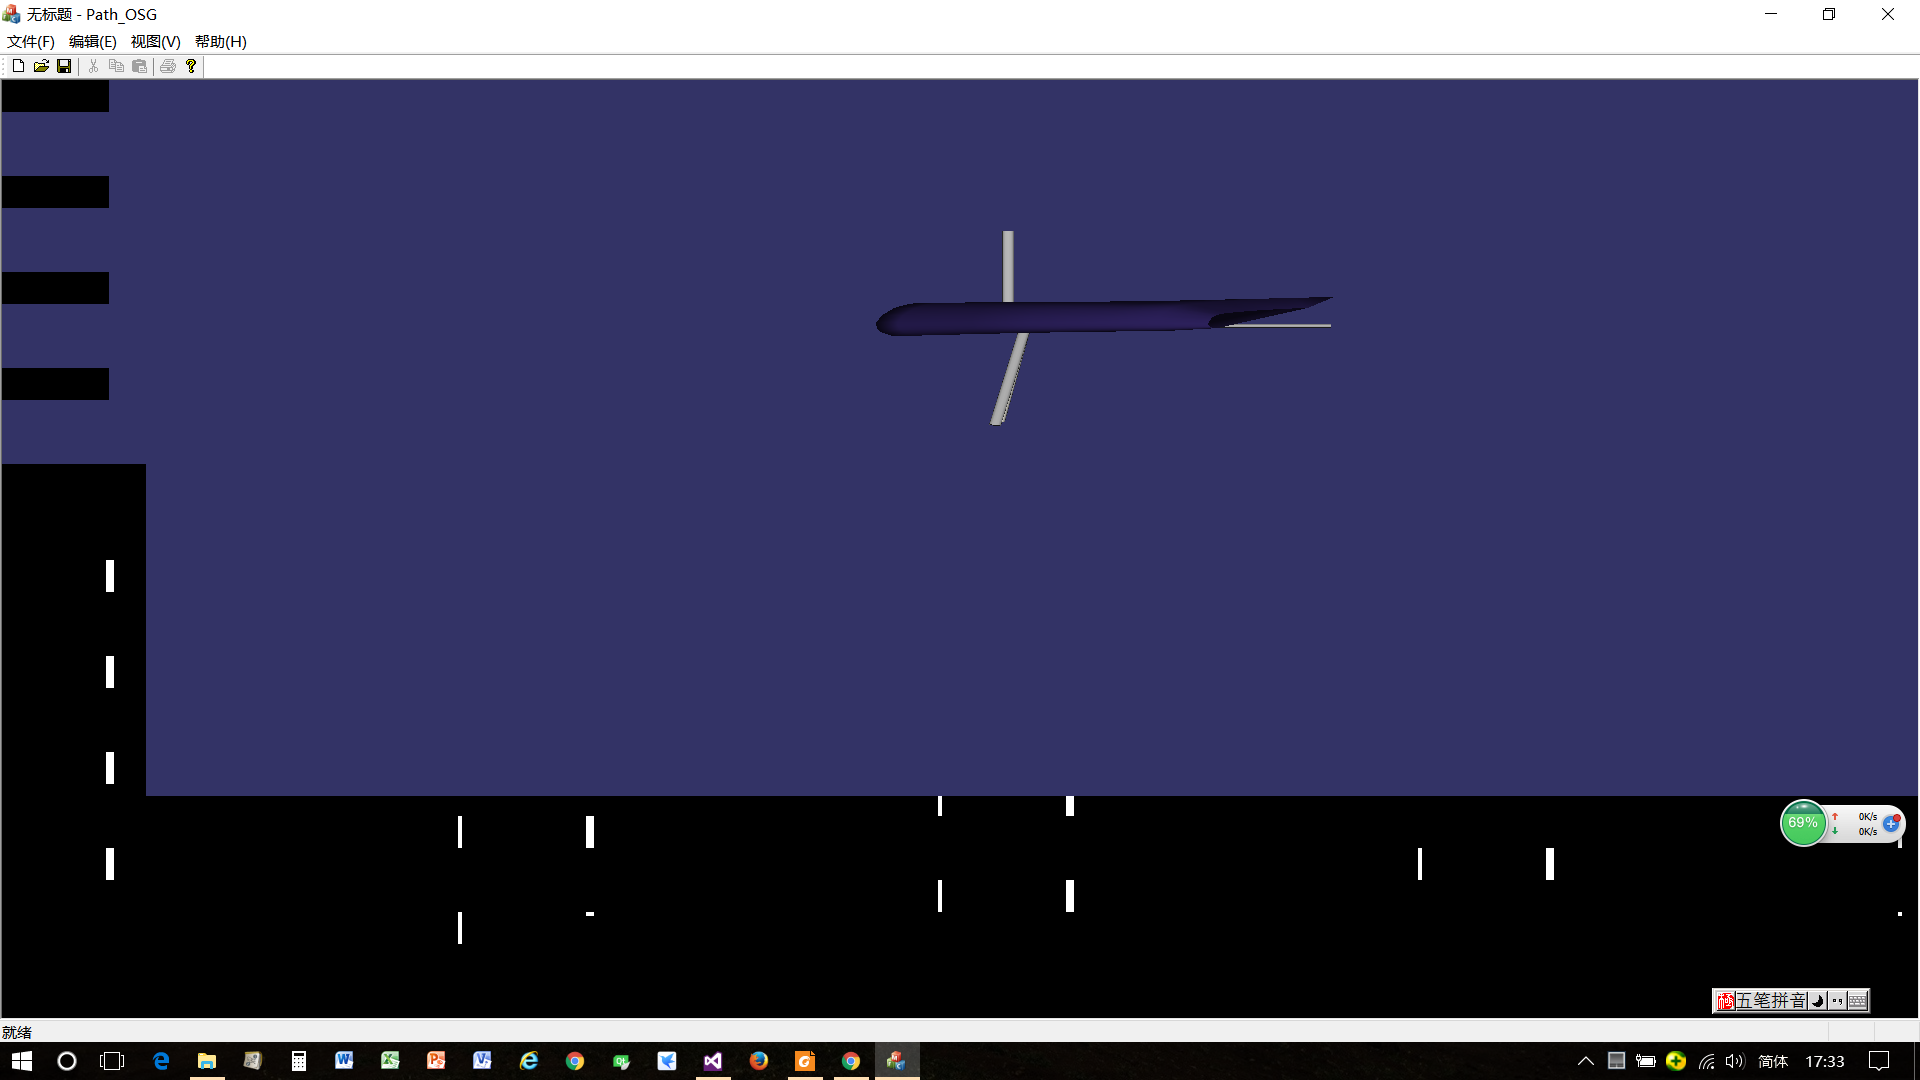 无标题 - Path_OSG
文件(F) 编辑(E) 视图(V) 帮助(H)
69%
0K/s
0K/s
五笔拼音
就绪
简体 17:33